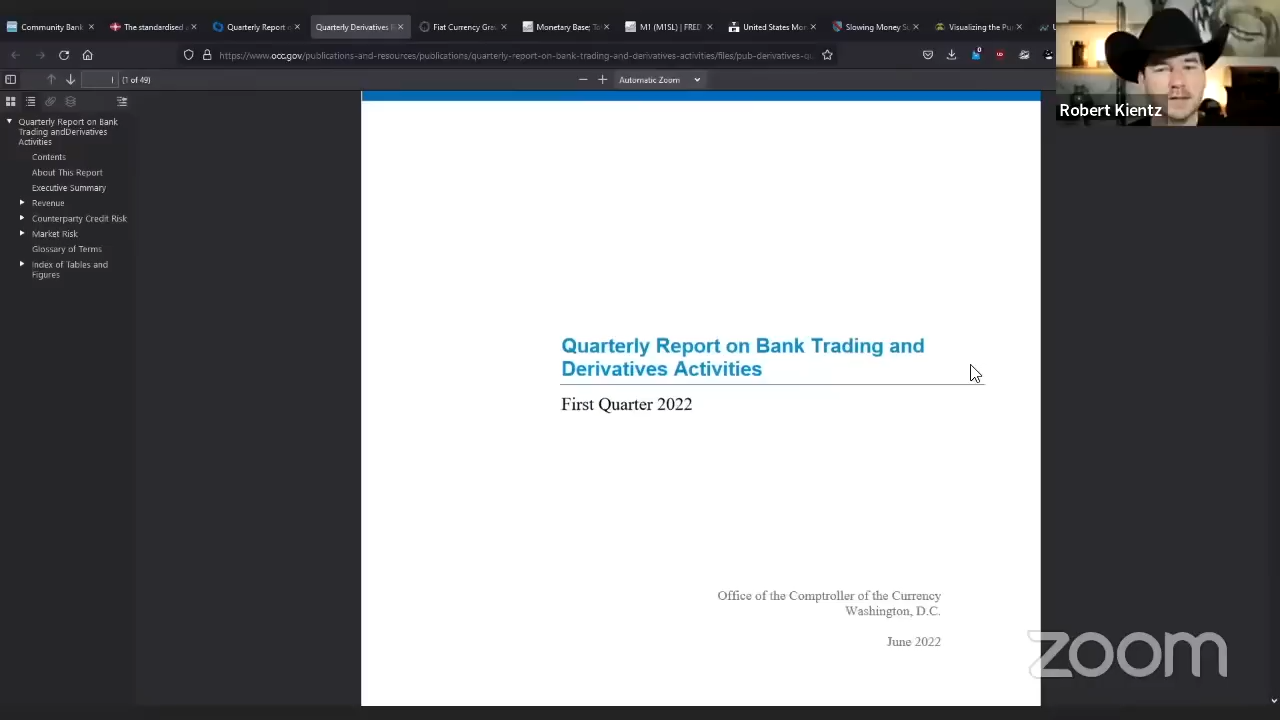 Community Bank
The standardised
Quarterly Report
Quarterly Derivatives
Fiat Currency Gra
Monetary Base; T
M1 (M1SL) | FRED
United States Mo
Slowing Money S
Visualizing the Pu
https://www.occ.gov/publications-and-resources/publications/quarterly-report-on-bank-trading-and-derivatives-activities/files/pub-derivatives-q
(1 of 49)
Automatic Zoom
Quarterly Report on Bank
Trading andDerivatives
Activities
Contents
About This Report
Executive Summary
Revenue
Counterparty Credit Risk
Market Risk
Glossary of Terms
Index of Tables and
Figures
Quarterly Report on Bank Trading and
Derivatives Activities
First Quarter 2022
Office of the Comptroller of the Currency
Washington, D.C.
June 2022
Robert Kientz
zoom